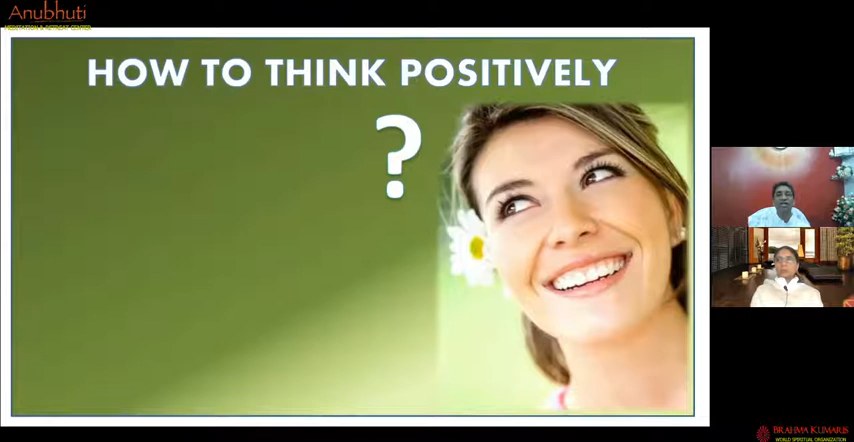 Anubhuti
MEDITATION & RETREAT CENTER
HOW TO THINK POSITIVELY
?
BRAHMA KUMARIS
WORLD SPIRITUAL ORGANIZATION